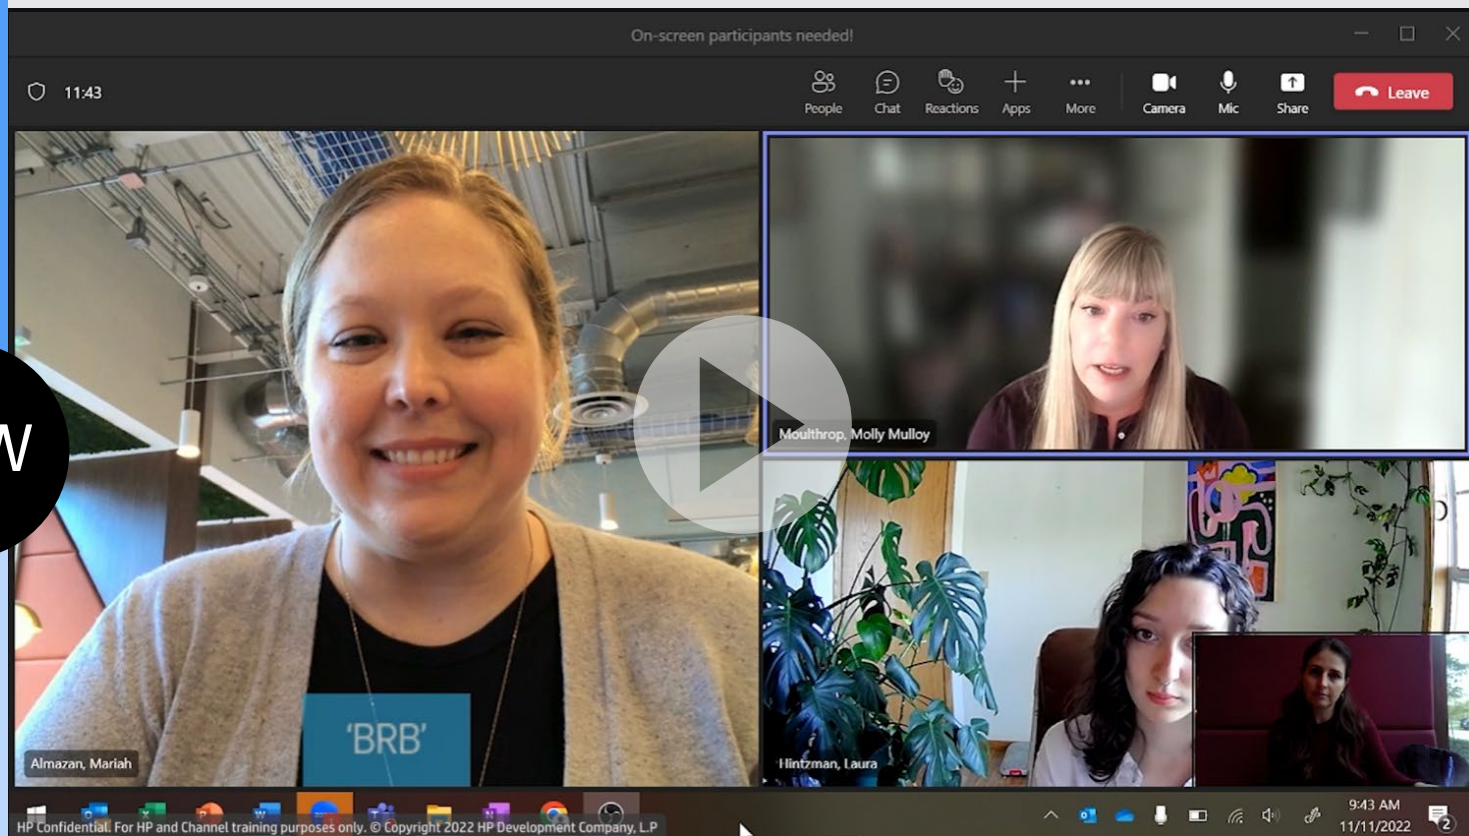 On-screen participants needed!
11:43
People
Chat
Reactions
Apps
More
Camera
Mic
Share
Leave
Moulthrop, Molly Mulloy
W
'BRB'
Almazan, Mariah
Hintzman, Laura
9:43 AM
11/11/2022
2
HP Confidential. For HP and Channel training purposes only. © Copyright 2022 HP Development Company, L.P